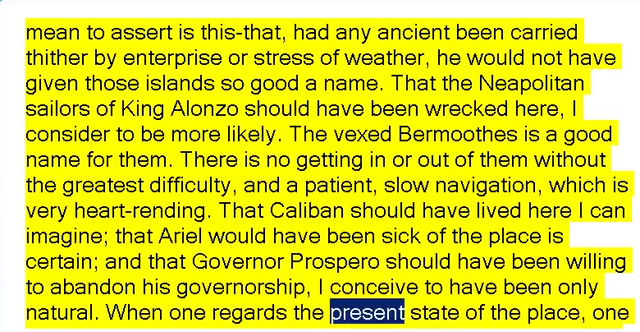 mean to assert is this-that, had any ancient been carried
thither by enterprise or stress of weather, he would not have
given those islands so good a name. That the Neapolitan
sailors of King Alonzo should have been wrecked here, I
consider to be more likely. The vexed Bermoothes is a good
name for them. There is no getting in or out of them without
the greatest difficulty, and a patient, slow navigation, which is
very heart-rending. That Caliban should have lived here I can
imagine; that Ariel would have been sick of the place is
certain; and that Governor Prospero should have been willing
to abandon his governorship, I conceive to have been only
natural. When one regards the present state of the place, one